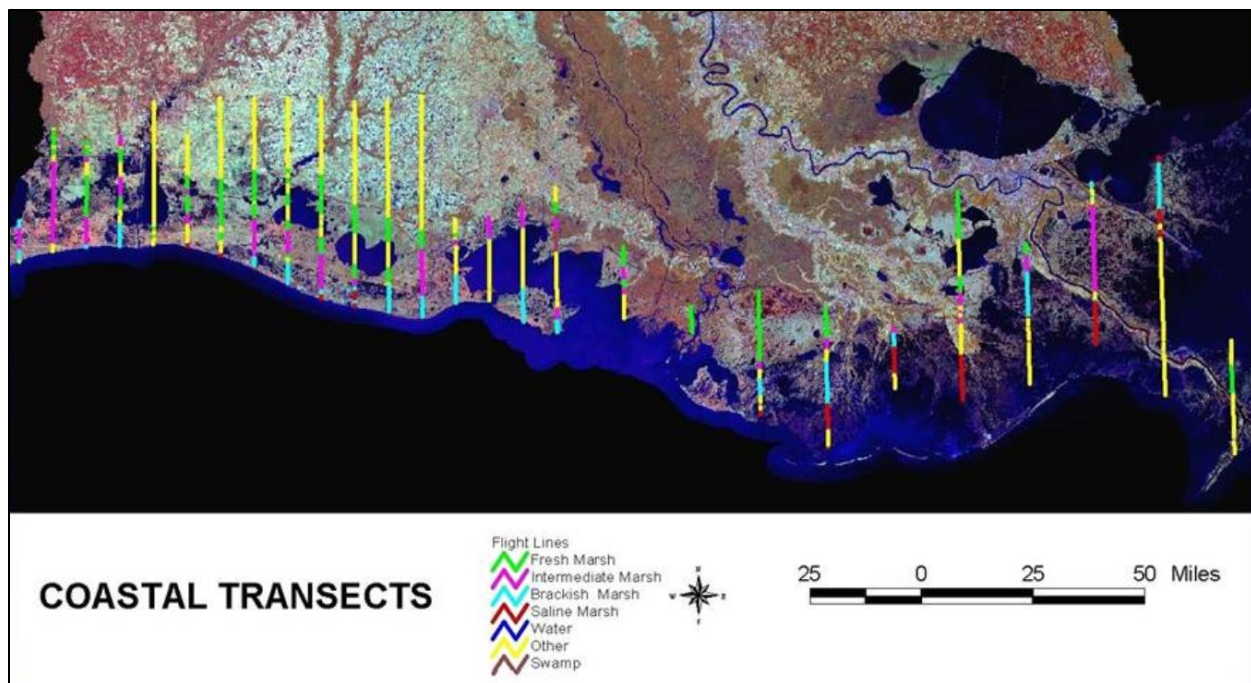 COASTAL TRANSECTS
Flight Lines
Fresh Marsh
Intermediate Marsh
Brackish Marsh
Saline Marsh
Water
Other
Swamp
N
W E
25 0 25 50 Miles